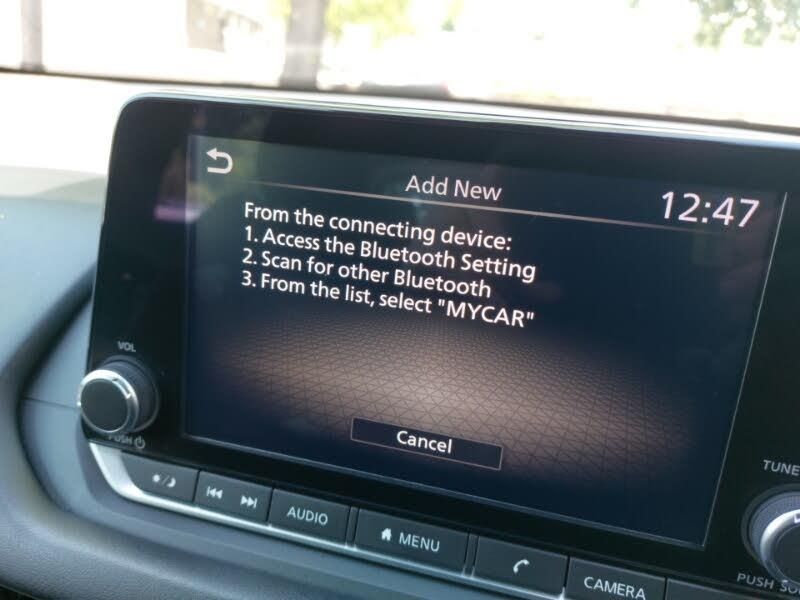 Add New
12:47
From the connecting device:
1. Access the Bluetooth Setting
2. Scan for other Bluetooth
3. From the list, select "MYCAR"
Cancel
VOL
PUSH
AUDIO
MENU
CAMERA
TUNE
PUSH